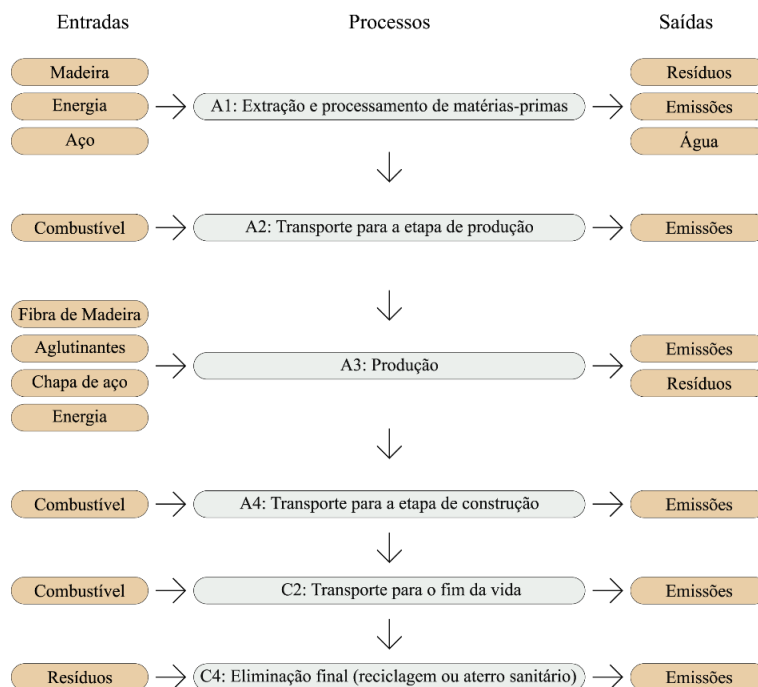 Entradas
Processos
Saídas
Madeira
Energia
Aço
A1: Extração e processamento de matérias-primas
Resíduos
Emissões
Água
Combustível
A2: Transporte para a etapa de produção
Emissões
Fibra de Madeira
Aglutinantes
Chapa de aço
Energia
A3: Produção
Emissões
Resíduos
Combustível
A4: Transporte para a etapa de construção
Emissões
Combustível
C2: Transporte para o fim da vida
Emissões
Resíduos
C4: Eliminação final (reciclagem ou aterro sanitário)
Emissões